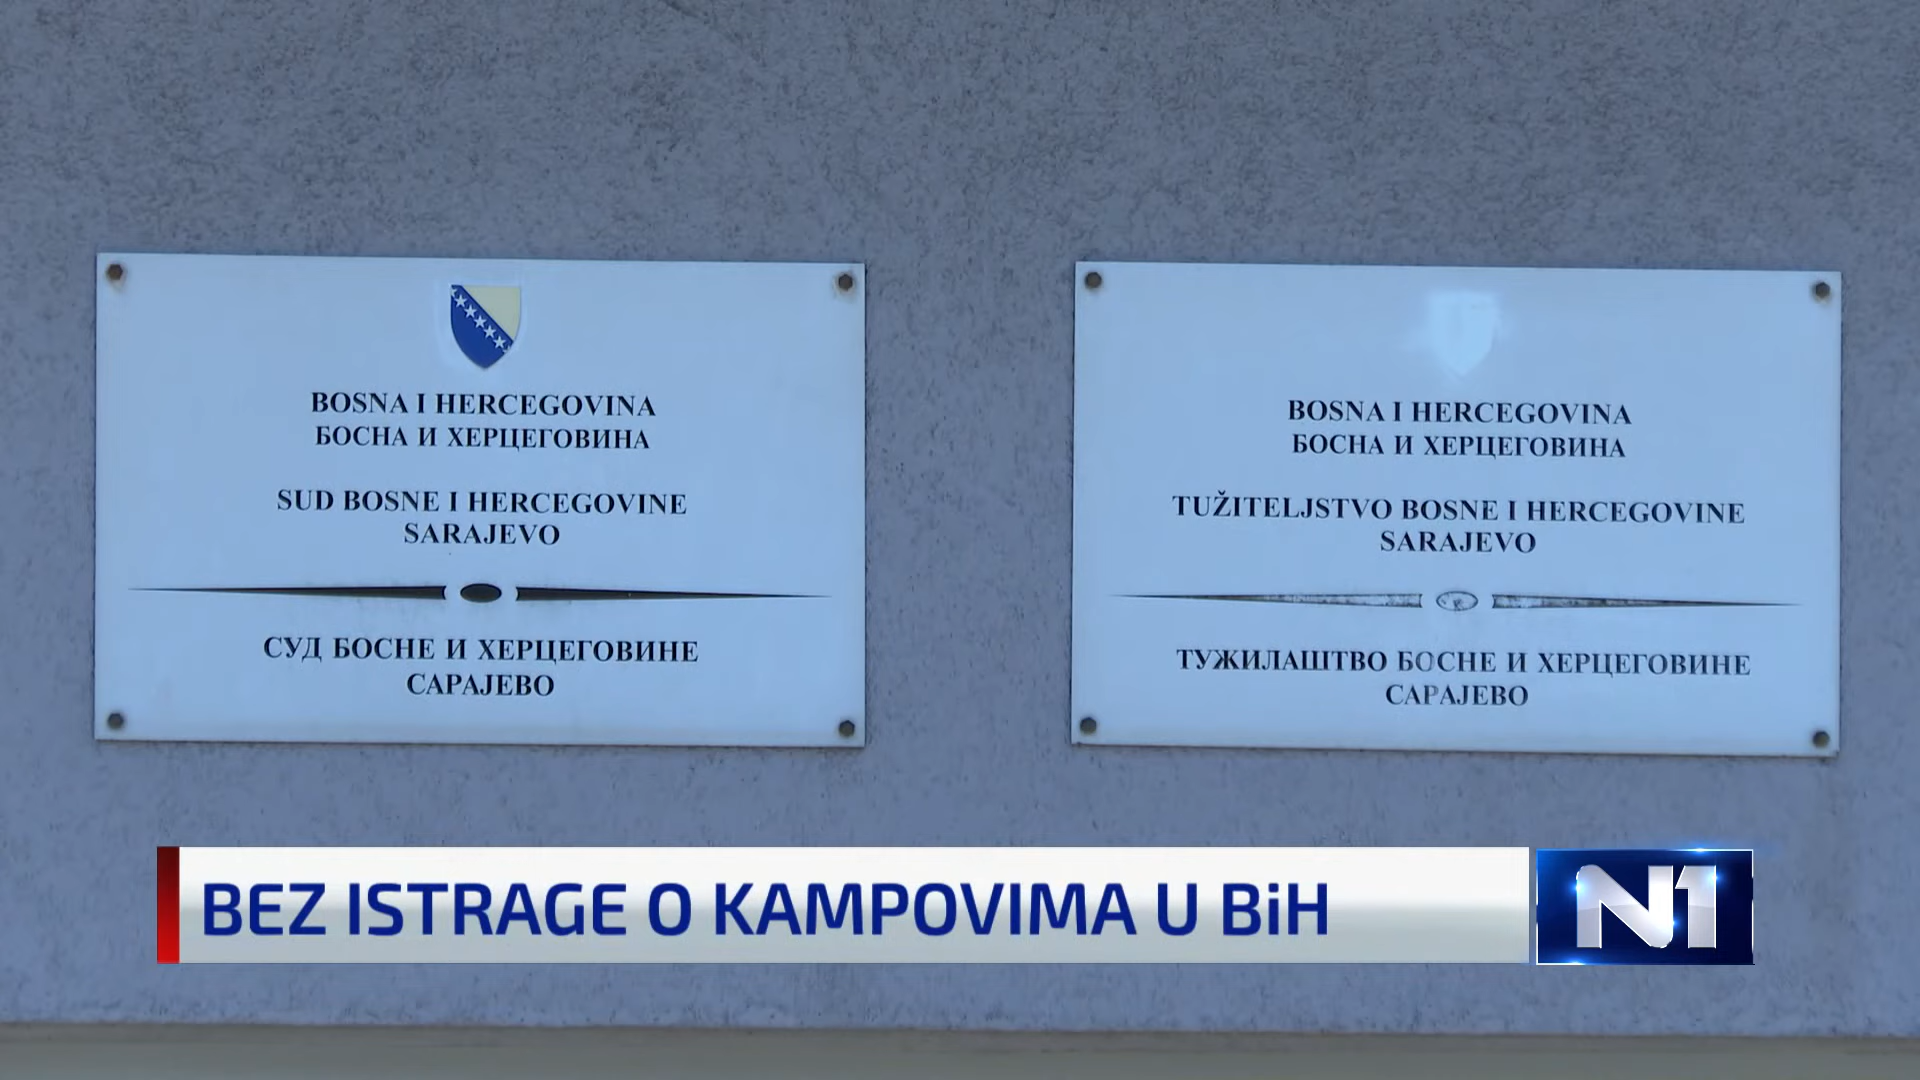 BOSNA I HERCEGOVINA
БОСНА И ХЕРЦЕГОВИНА
SUD BOSNE I HERCEGOVINE
SARAJEVO
СУД БОСНЕ И ХЕРЦЕГОВИНЕ
САРАЈЕВО
BOSNA I HERCEGOVINA
БОСНА И ХЕРЦЕГОВИНА
TUŽITELJSTVO BOSNE I HERCEGOVINE
SARAJEVO
ТУЖИЛАШТВО БОСНЕ И ХЕРЦЕГОВИНЕ
САРАЈЕВО
BEZ ISTRAGE O KAMPOVIMA U BiH
N1